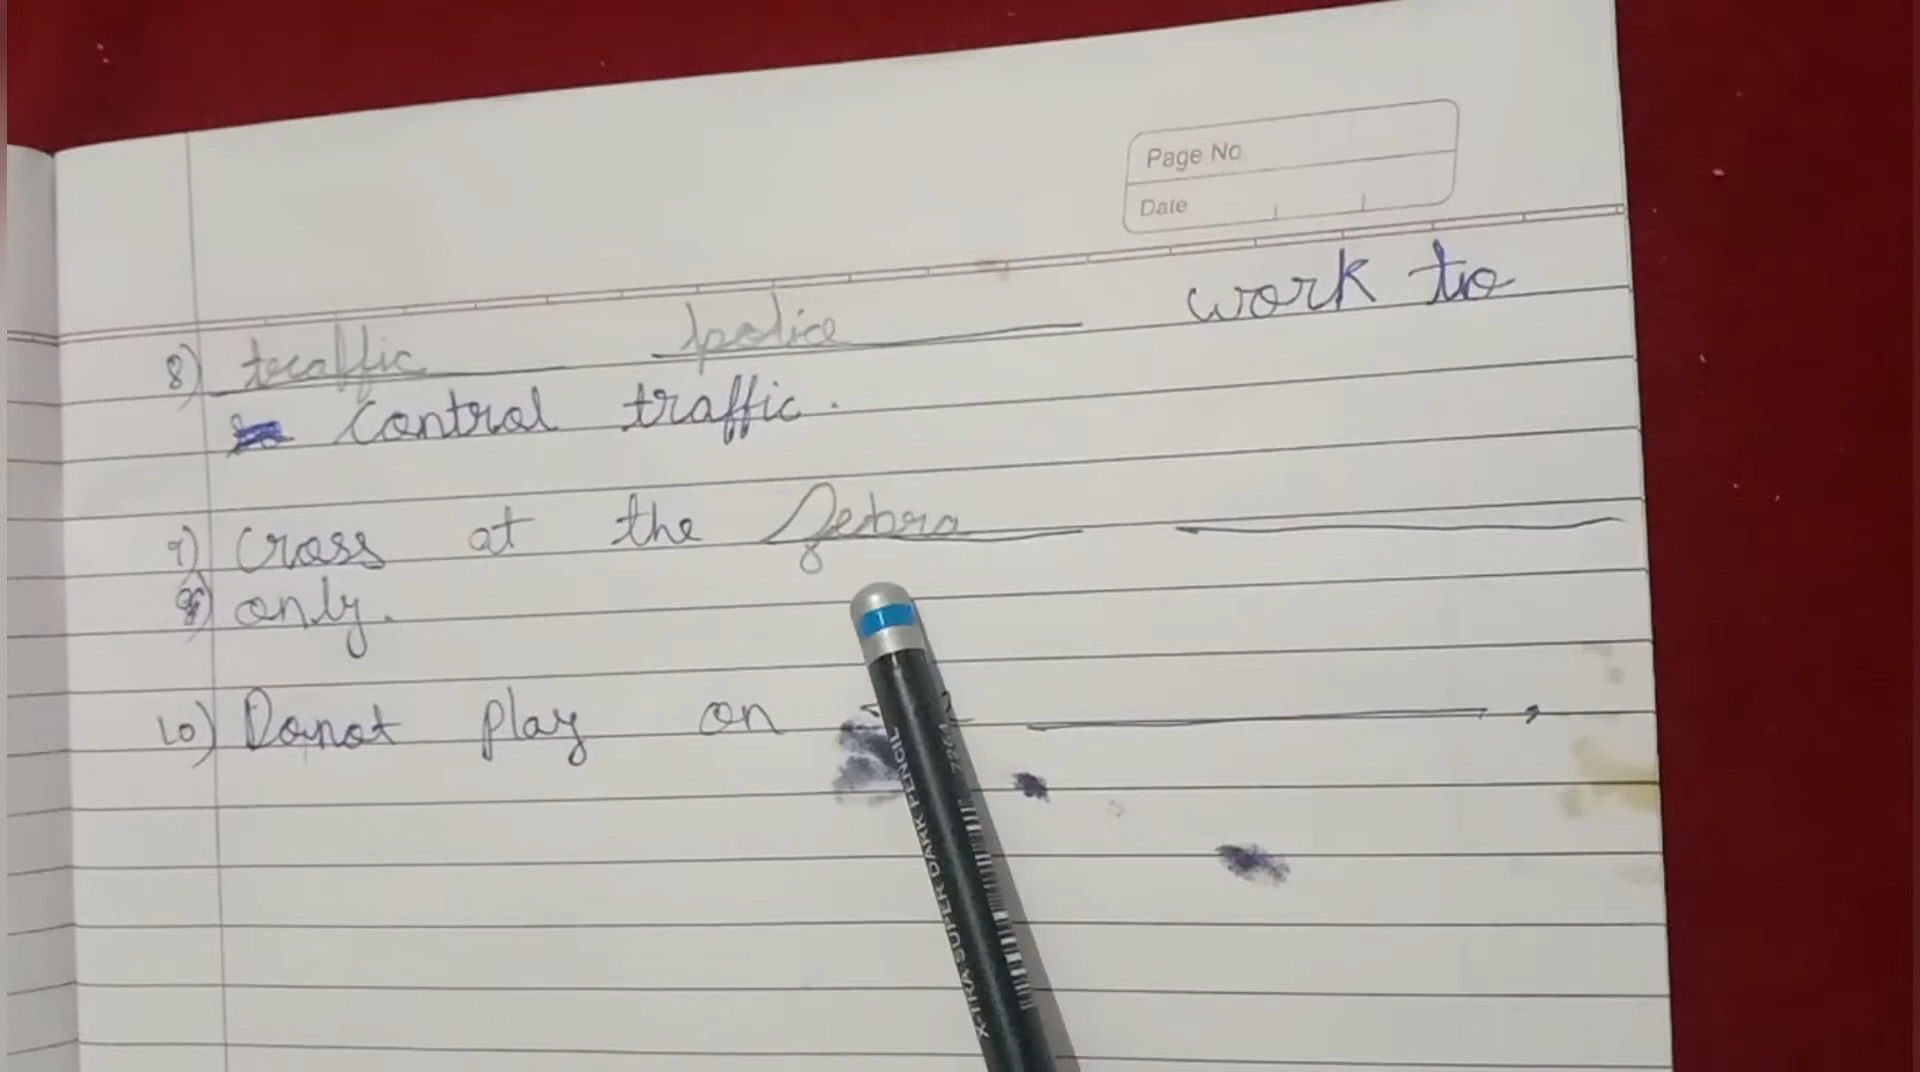 Page No
Date
8) traffic police work to
Control traffic.
9) Cross at the Zebra
only.
10) Donot play on
X-TRA SUPER DARK PENCIL